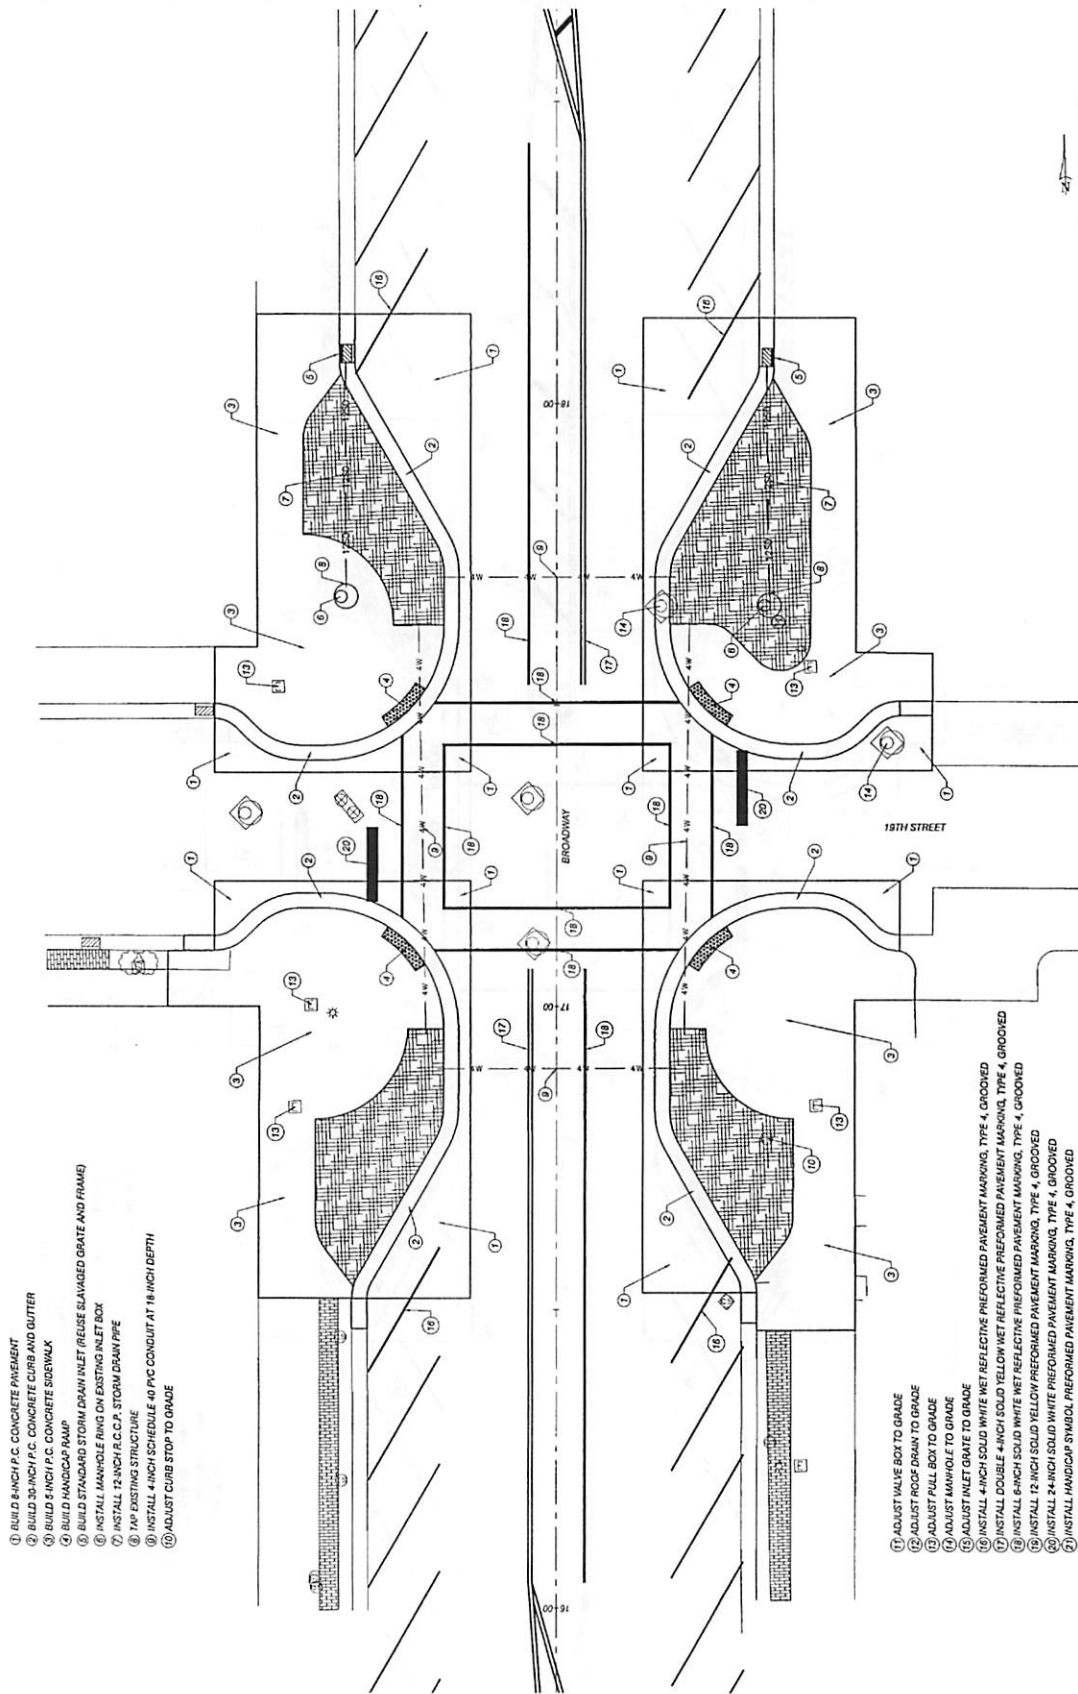 ① BUILD 8-INCH P.C. CONCRETE PAVEMENT
② BUILD 30-INCH P.C. CONCRETE CURB AND GUTTER
③ BUILD 5-INCH P.C. CONCRETE SIDEWALK
④ BUILD HANDICAP RAMP
⑤ BUILD STANDARD STORM DRAIN INLET (REUSE SLAVAGED GRATE AND FRAME)
⑥ INSTALL MANHOLE RING ON EXISTING INLET BOX
⑦ INSTALL 12-INCH R.C.C.P. STORM DRAIN PIPE
⑧ TAP EXISTING STRUCTURE
⑨ INSTALL 4-INCH SCHEDULE 40 PVC CONDUIT AT 18-INCH DEPTH
⑩ ADJUST CURB STOP TO GRADE
⑪ ADJUST VALVE BOX TO GRADE
⑫ ADJUST ROOF DRAIN TO GRADE
⑬ ADJUST PULL BOX TO GRADE
⑭ ADJUST MANHOLE TO GRADE
⑮ ADJUST INLET GRATE TO GRADE
⑯ INSTALL 4-INCH SOLID WHITE WET REFLECTIVE PREFORMED PAVEMENT MARKING, TYPE 4, GROOVED
⑰ INSTALL DOUBLE 4-INCH SOLID YELLOW WET REFLECTIVE PREFORMED PAVEMENT MARKING, TYPE 4, GROOVED
⑱ INSTALL 6-INCH SOLID WHITE WET REFLECTIVE PREFORMED PAVEMENT MARKING, TYPE 4, GROOVED
⑲ INSTALL 12-INCH SOLID YELLOW PREFORMED PAVEMENT MARKING, TYPE 4, GROOVED
⑳ INSTALL 24-INCH SOLID WHITE PREFORMED PAVEMENT MARKING, TYPE 4, GROOVED
㉑ INSTALL HANDICAP SYMBOL PREFORMED PAVEMENT MARKING, TYPE 4, GROOVED
BROADWAY
19TH STREET
16+00
17+00
18+00